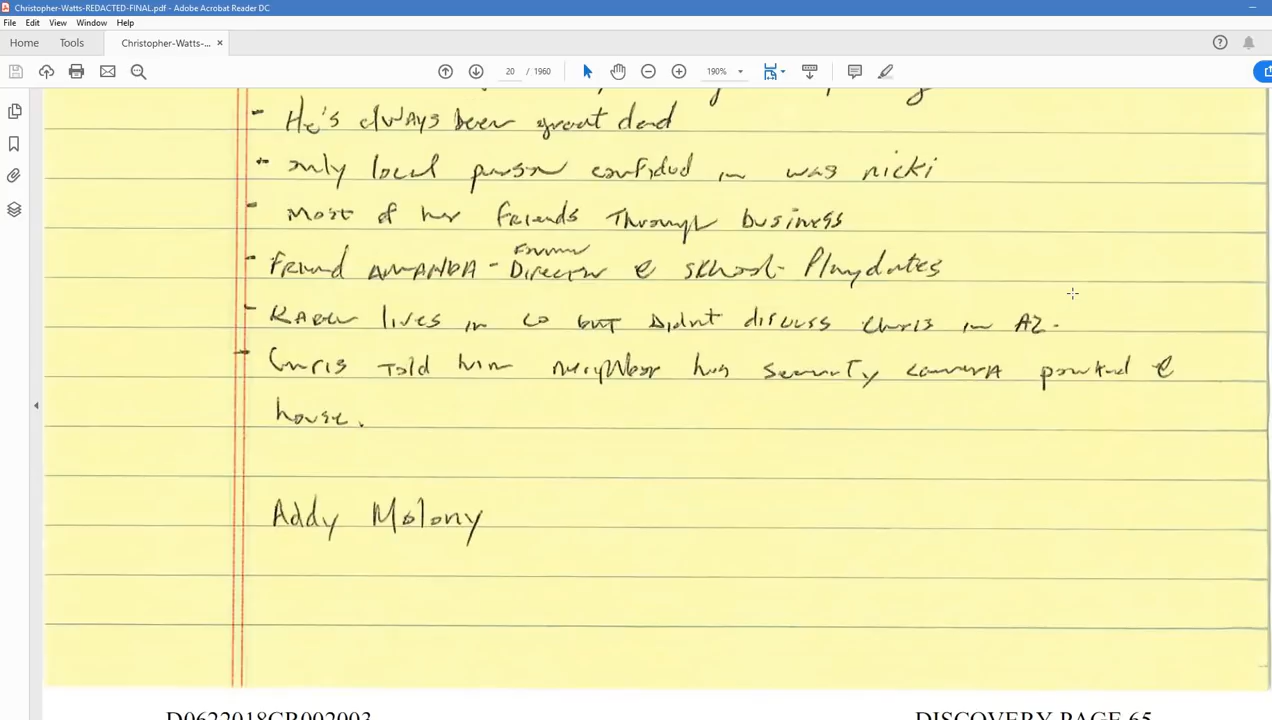 Christopher-Watts-REDACTED-FINAL.pdf - Adobe Acrobat Reader DC
File Edit View Window Help
Home Tools Christopher-Watts-... ×
20 / 1960 190%
- He's always been great dad
- only local person confided in was nicki
- Most of her friends Through business
Former
- Friend AMANDA - Director @ school - Playdates
- lives in CO but Didn't discuss Chris in AZ.
- Chris Told him neighbor has security camera pointed @
house.
Addy Molony
D0622018CR002003
DISCOVERY PAGE 65